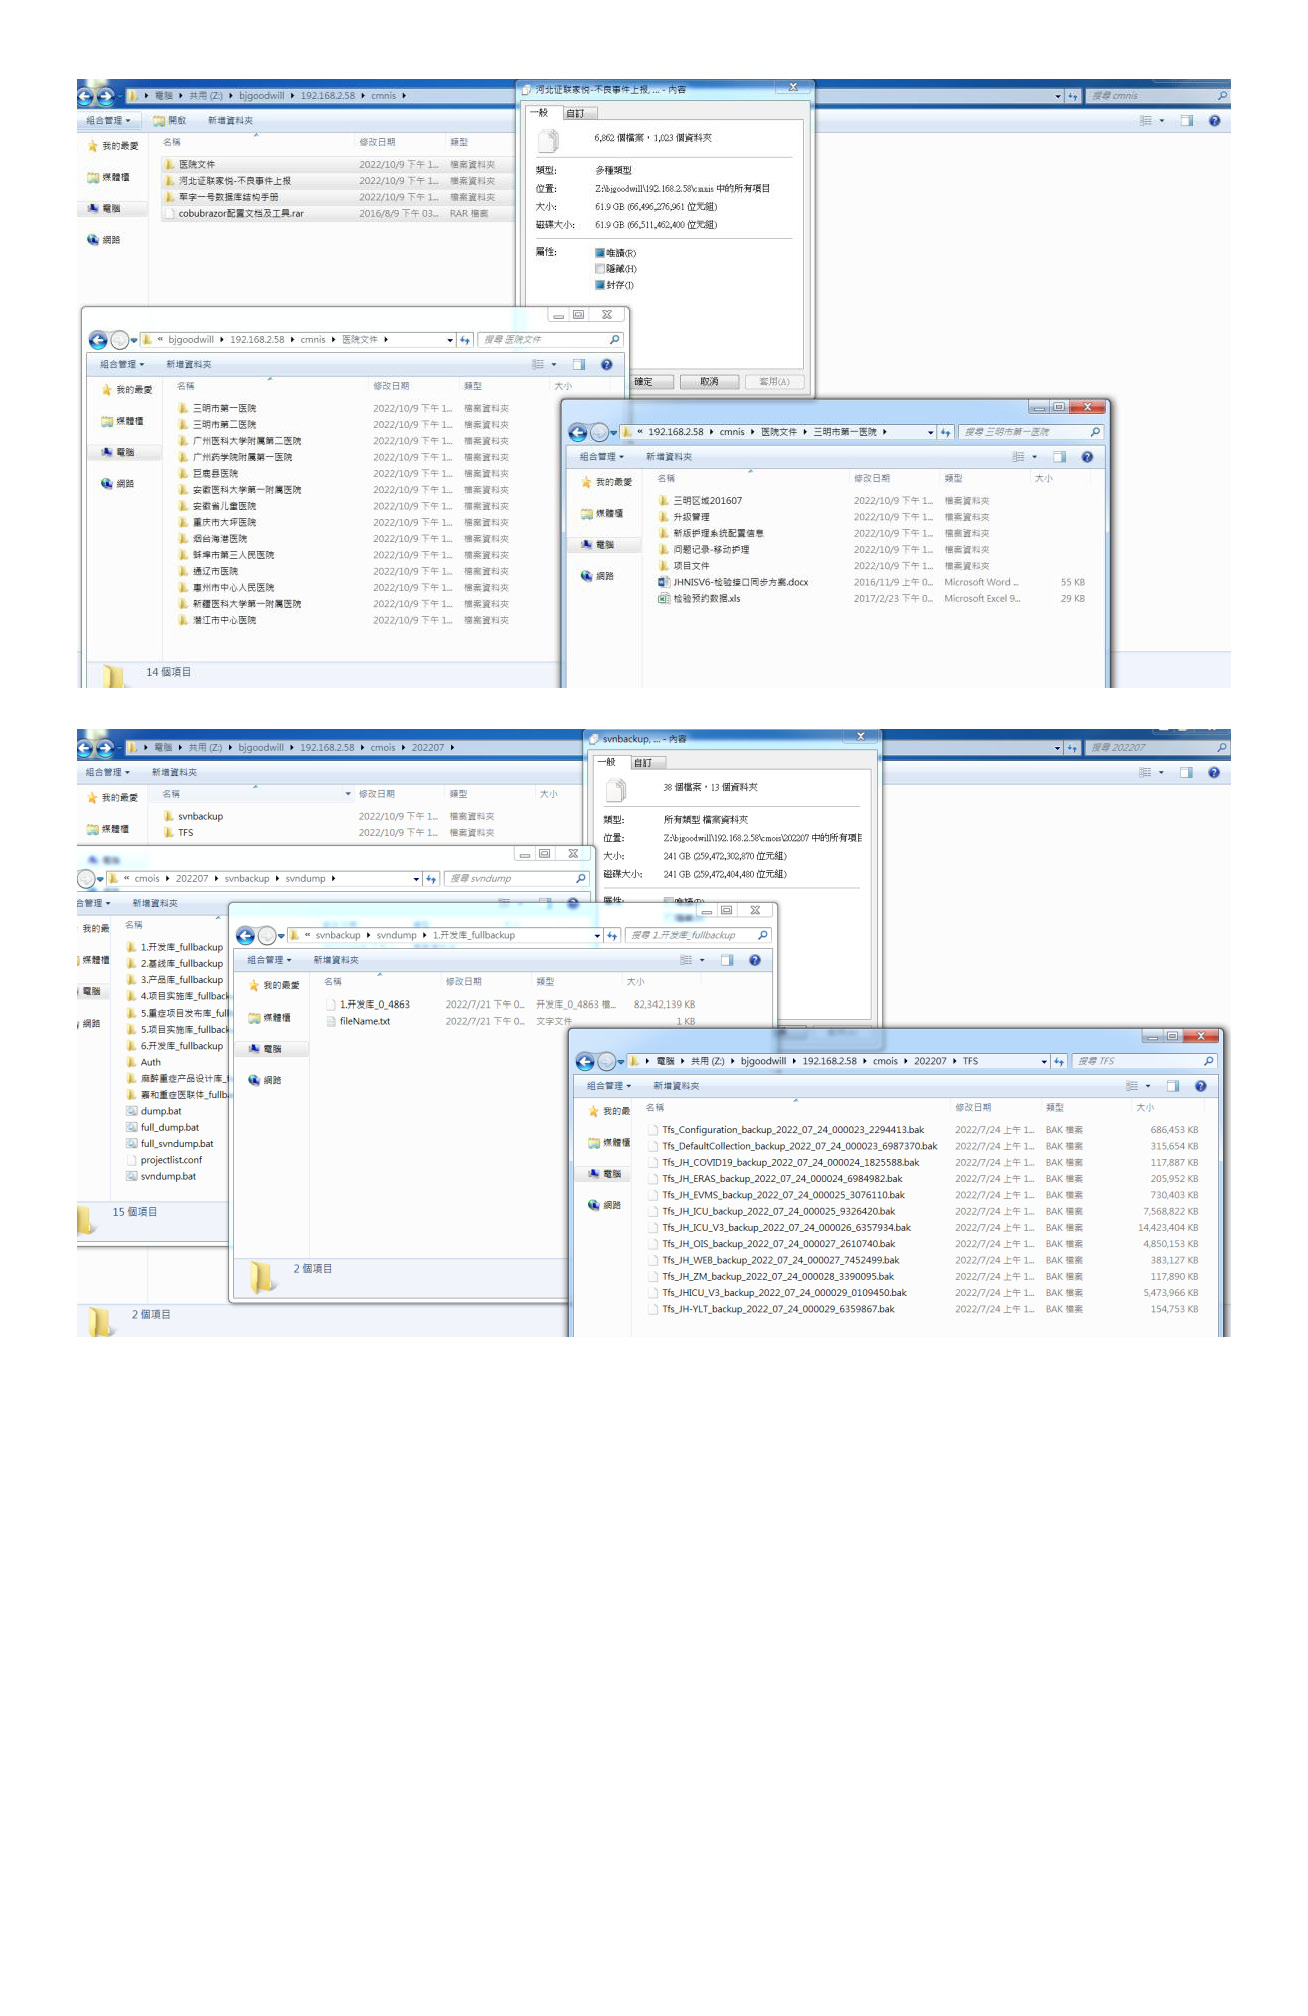 電腦 ▸ 共用 (Z:) ▸ bjgoodwill ▸ 192.168.2.58 ▸ cmnis ▸
搜尋 cmnis
組合管理 ▾ 開啟 新增資料夾
我的最愛
媒體櫃
電腦
網路
名稱 修改日期 類型
医院文件 2022/10/9 下午 1... 檔案資料夾
河北证联家悦-不良事件上报 2022/10/9 下午 1... 檔案資料夾
军字一号数据库结构手册 2022/10/9 下午 1... 檔案資料夾
cobubrazor配置文档及工具.rar 2016/8/9 下午 03... RAR 檔案
河北证联家悦-不良事件上报, ... - 內容
一般 自訂
6,862 個檔案，1,023 個資料夾
類型: 多種類型
位置: Z:\bjgoodwill\192.168.2.58\cmnis 中的所有項目
大小: 61.9 GB (66,496,276,961 位元組)
磁碟大小: 61.9 GB (66,511,462,400 位元組)
屬性: 唯讀(R)
隱藏(H)
封存(I)
確定 取消 套用(A)
« bjgoodwill ▸ 192.168.2.58 ▸ cmnis ▸ 医院文件 ▸
搜尋 医院文件
組合管理 ▾ 新增資料夾
我的最愛
媒體櫃
電腦
網路
名稱 修改日期 類型 大小
三明市第一医院 2022/10/9 下午 1... 檔案資料夾
三明市第二医院 2022/10/9 下午 1... 檔案資料夾
广州医科大学附属第二医院 2022/10/9 下午 1... 檔案資料夾
广州药学院附属第一医院 2022/10/9 下午 1... 檔案資料夾
巨鹿县医院 2022/10/9 下午 1... 檔案資料夾
安徽医科大学第一附属医院 2022/10/9 下午 1... 檔案資料夾
安徽省儿童医院 2022/10/9 下午 1... 檔案資料夾
重庆市大坪医院 2022/10/9 下午 1... 檔案資料夾
烟台海港医院 2022/10/9 下午 1... 檔案資料夾
蚌埠市第三人民医院 2022/10/9 下午 1... 檔案資料夾
通辽市医院 2022/10/9 下午 1... 檔案資料夾
惠州市中心人民医院 2022/10/9 下午 1... 檔案資料夾
新疆医科大学第一附属医院 2022/10/9 下午 1... 檔案資料夾
潜江市中心医院 2022/10/9 下午 1... 檔案資料夾
14 個項目
« 192.168.2.58 ▸ cmnis ▸ 医院文件 ▸ 三明市第一医院 ▸
搜尋 三明市第一医院
組合管理 ▾ 新增資料夾
我的最愛
媒體櫃
電腦
網路
名稱 修改日期 類型 大小
三明区域201607 2022/10/9 下午 1... 檔案資料夾
升级管理 2022/10/9 下午 1... 檔案資料夾
新版护理系统配置信息 2022/10/9 下午 1... 檔案資料夾
问题记录-移动护理 2022/10/9 下午 1... 檔案資料夾
项目文件 2022/10/9 下午 1... 檔案資料夾
JHNISV6-检验接口同步方案.docx 2016/11/9 上午 0... Microsoft Word ... 55 KB
检验预约数据.xls 2017/2/23 下午 0... Microsoft Excel 9... 29 KB
電腦 ▸ 共用 (Z:) ▸ bjgoodwill ▸ 192.168.2.58 ▸ cmois ▸ 202207 ▸
搜尋 202207
組合管理 ▾ 新增資料夾
我的最愛
媒體櫃
名稱 修改日期 類型 大小
svnbackup 2022/10/9 下午 1... 檔案資料夾
TFS 2022/10/9 下午 1... 檔案資料夾
2 個項目
svnbackup, ... - 內容
一般 自訂
38 個檔案，13 個資料夾
類型: 所有類型 檔案資料夾
位置: Z:\bjgoodwill\192.168.2.58\cmois\202207 中的所有項目
大小: 241 GB (259,472,302,870 位元組)
磁碟大小: 241 GB (259,472,404,480 位元組)
« cmois ▸ 202207 ▸ svnbackup ▸ svndump ▸
搜尋 svndump
合管理 ▾ 新增資料夾
我的最
媒體櫃
電腦
網路
名稱
1.开发库_fullbackup
2.基线库_fullbackup
3.产品库_fullbackup
4.项目实施库_fullback
5.重症项目发布库_full
5.项目实施库_fullback
6.开发库_fullbackup
Auth
麻醉重症产品设计库_f
嘉和重症医联体_fullb
dump.bat
full_dump.bat
full_svndump.bat
projectlist.conf
svndump.bat
15 個項目
« svnbackup ▸ svndump ▸ 1.开发库_fullbackup
搜尋 1.开发库_fullbackup
組合管理 ▾ 新增資料夾
我的最愛
媒體櫃
電腦
網路
名稱 修改日期 類型 大小
1.开发库_0_4863 2022/7/21 下午 0... 开发库_0_4863 檔... 82,342,139 KB
fileName.txt 2022/7/21 下午 0... 文字文件 1 KB
2 個項目
電腦 ▸ 共用 (Z:) ▸ bjgoodwill ▸ 192.168.2.58 ▸ cmois ▸ 202207 ▸ TFS
搜尋 TFS
組合管理 ▾ 新增資料夾
我的最
媒體櫃
電腦
網路
名稱 修改日期 類型 大小
Tfs_Configuration_backup_2022_07_24_000023_2294413.bak 2022/7/24 上午 1... BAK 檔案 686,453 KB
Tfs_DefaultCollection_backup_2022_07_24_000023_6987370.bak 2022/7/24 上午 1... BAK 檔案 315,654 KB
Tfs_JH_COVID19_backup_2022_07_24_000024_1825588.bak 2022/7/24 上午 1... BAK 檔案 117,887 KB
Tfs_JH_ERAS_backup_2022_07_24_000024_6984982.bak 2022/7/24 上午 1... BAK 檔案 205,952 KB
Tfs_JH_EVMS_backup_2022_07_24_000025_3076110.bak 2022/7/24 上午 1... BAK 檔案 730,403 KB
Tfs_JH_ICU_backup_2022_07_24_000025_9326420.bak 2022/7/24 上午 1... BAK 檔案 7,568,822 KB
Tfs_JH_ICU_V3_backup_2022_07_24_000026_6357934.bak 2022/7/24 上午 1... BAK 檔案 14,423,404 KB
Tfs_JH_OIS_backup_2022_07_24_000027_2610740.bak 2022/7/24 上午 1... BAK 檔案 4,850,153 KB
Tfs_JH_WEB_backup_2022_07_24_000027_7452499.bak 2022/7/24 上午 1... BAK 檔案 383,127 KB
Tfs_JH_ZM_backup_2022_07_24_000028_3390095.bak 2022/7/24 上午 1... BAK 檔案 117,890 KB
Tfs_JHICU_V3_backup_2022_07_24_000029_0109450.bak 2022/7/24 上午 1... BAK 檔案 5,473,966 KB
Tfs_JH-YLT_backup_2022_07_24_000029_6359867.bak 2022/7/24 上午 1... BAK 檔案 154,753 KB